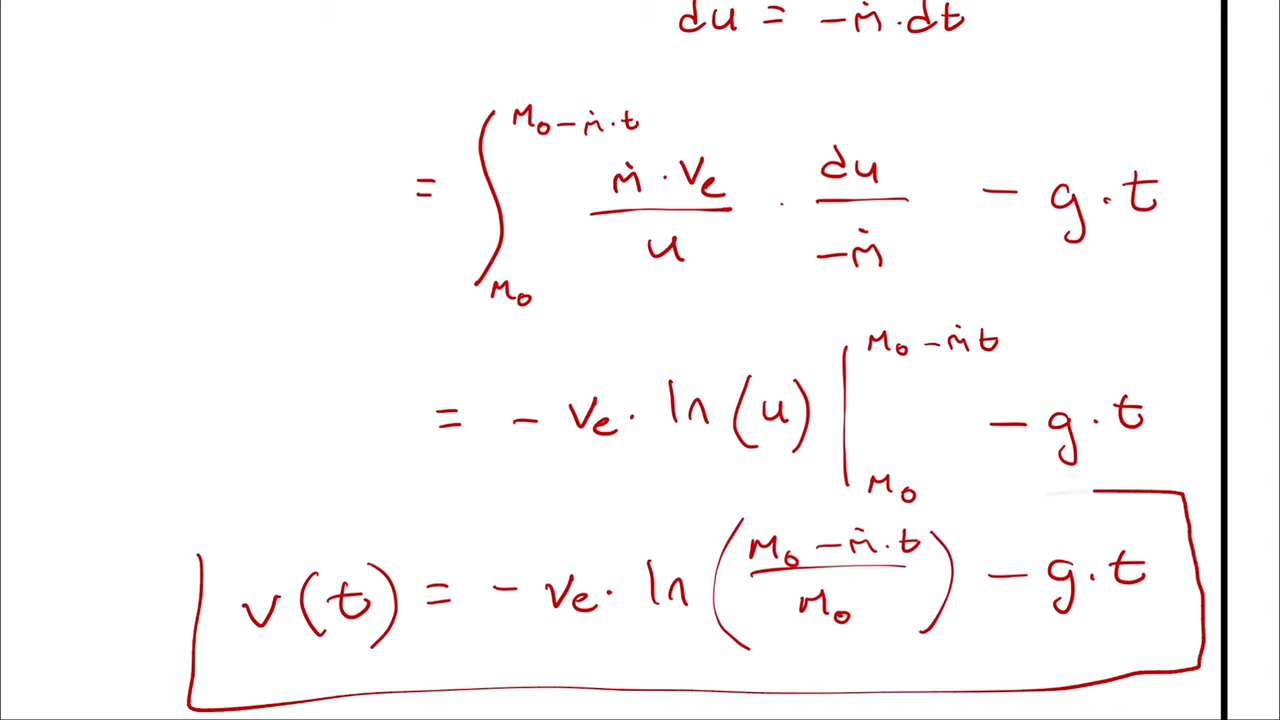 du = -ṁ·dt
= ∫_{M₀}^{M₀-ṁ·t} (ṁ·Ve)/u · du/(-ṁ) - g·t
= -Ve·ln(u) |_{M₀}^{M₀-ṁt} - g·t
v(t) = -Ve·ln((M₀-ṁ·t)/M₀) - g·t